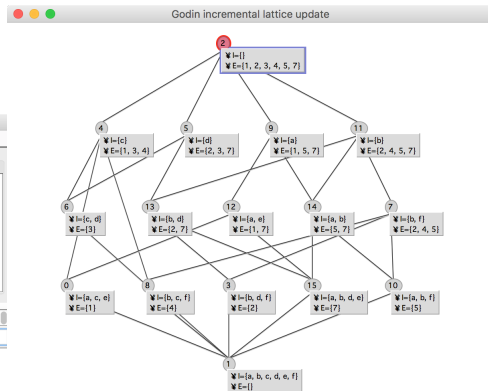 Godin incremental lattice update
2
¥ I={}
¥ E={1, 2, 3, 4, 5, 7}
4
¥ I={c}
¥ E={1, 3, 4}
5
¥ I={d}
¥ E={2, 3, 7}
9
¥ I={a}
¥ E={1, 5, 7}
11
¥ I={b}
¥ E={2, 4, 5, 7}
6
¥ I={c, d}
¥ E={3}
13
¥ I={b, d}
¥ E={2, 7}
12
¥ I={a, e}
¥ E={1, 7}
14
¥ I={a, b}
¥ E={5, 7}
7
¥ I={b, f}
¥ E={2, 4, 5}
0
¥ I={a, c, e}
¥ E={1}
8
¥ I={b, c, f}
¥ E={4}
3
¥ I={b, d, f}
¥ E={2}
15
¥ I={a, b, d, e}
¥ E={7}
10
¥ I={a, b, f}
¥ E={5}
1
¥ I={a, b, c, d, e, f}
¥ E={}